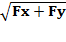 √Fx + Fy